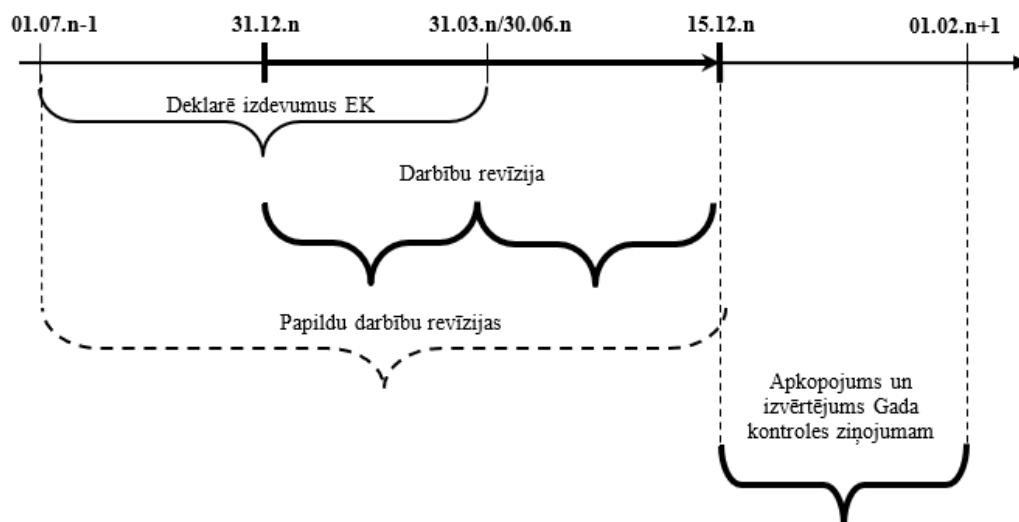 01.07.n-1 31.12.n 31.03.n/30.06.n 15.12.n 01.02.n+1
Deklarē izdevumus EK
Darbību revīzija
Papildu darbību revīzijas
Apkopojums un
izvērtējums Gada
kontroles ziņojumam